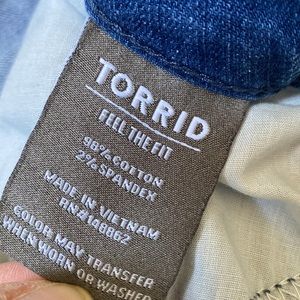 TORRID
FEEL THE FIT
98% COTTON
2% SPANDEX
MADE IN VIETNAM
RN#148862
COLOR MAY TRANSFER
WHEN WORN OR WASHED